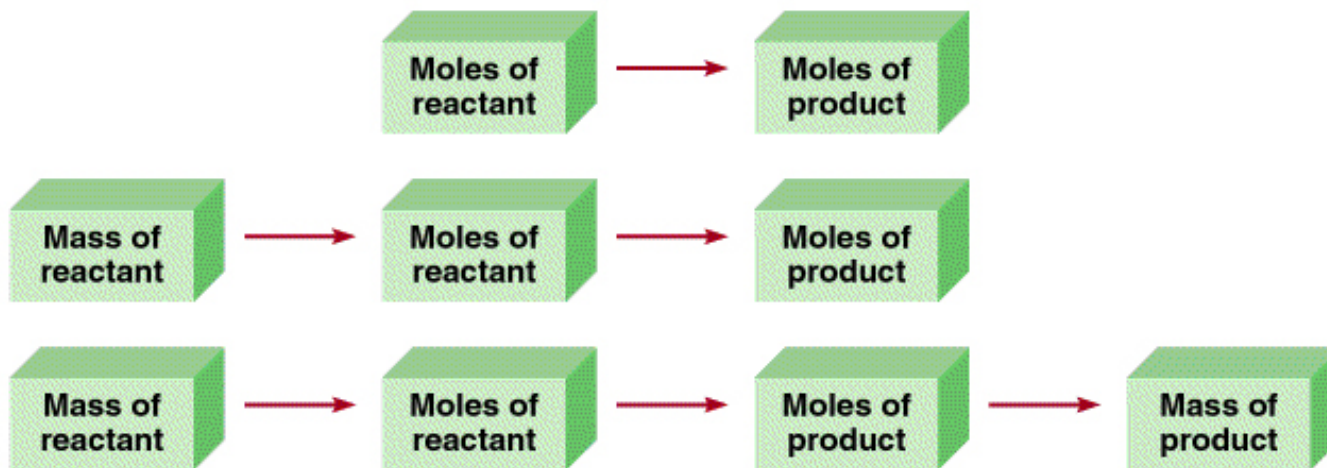 Moles of
reactant
Moles of
product
Mass of
reactant
Moles of
reactant
Moles of
product
Mass of
reactant
Moles of
reactant
Moles of
product
Mass of
product